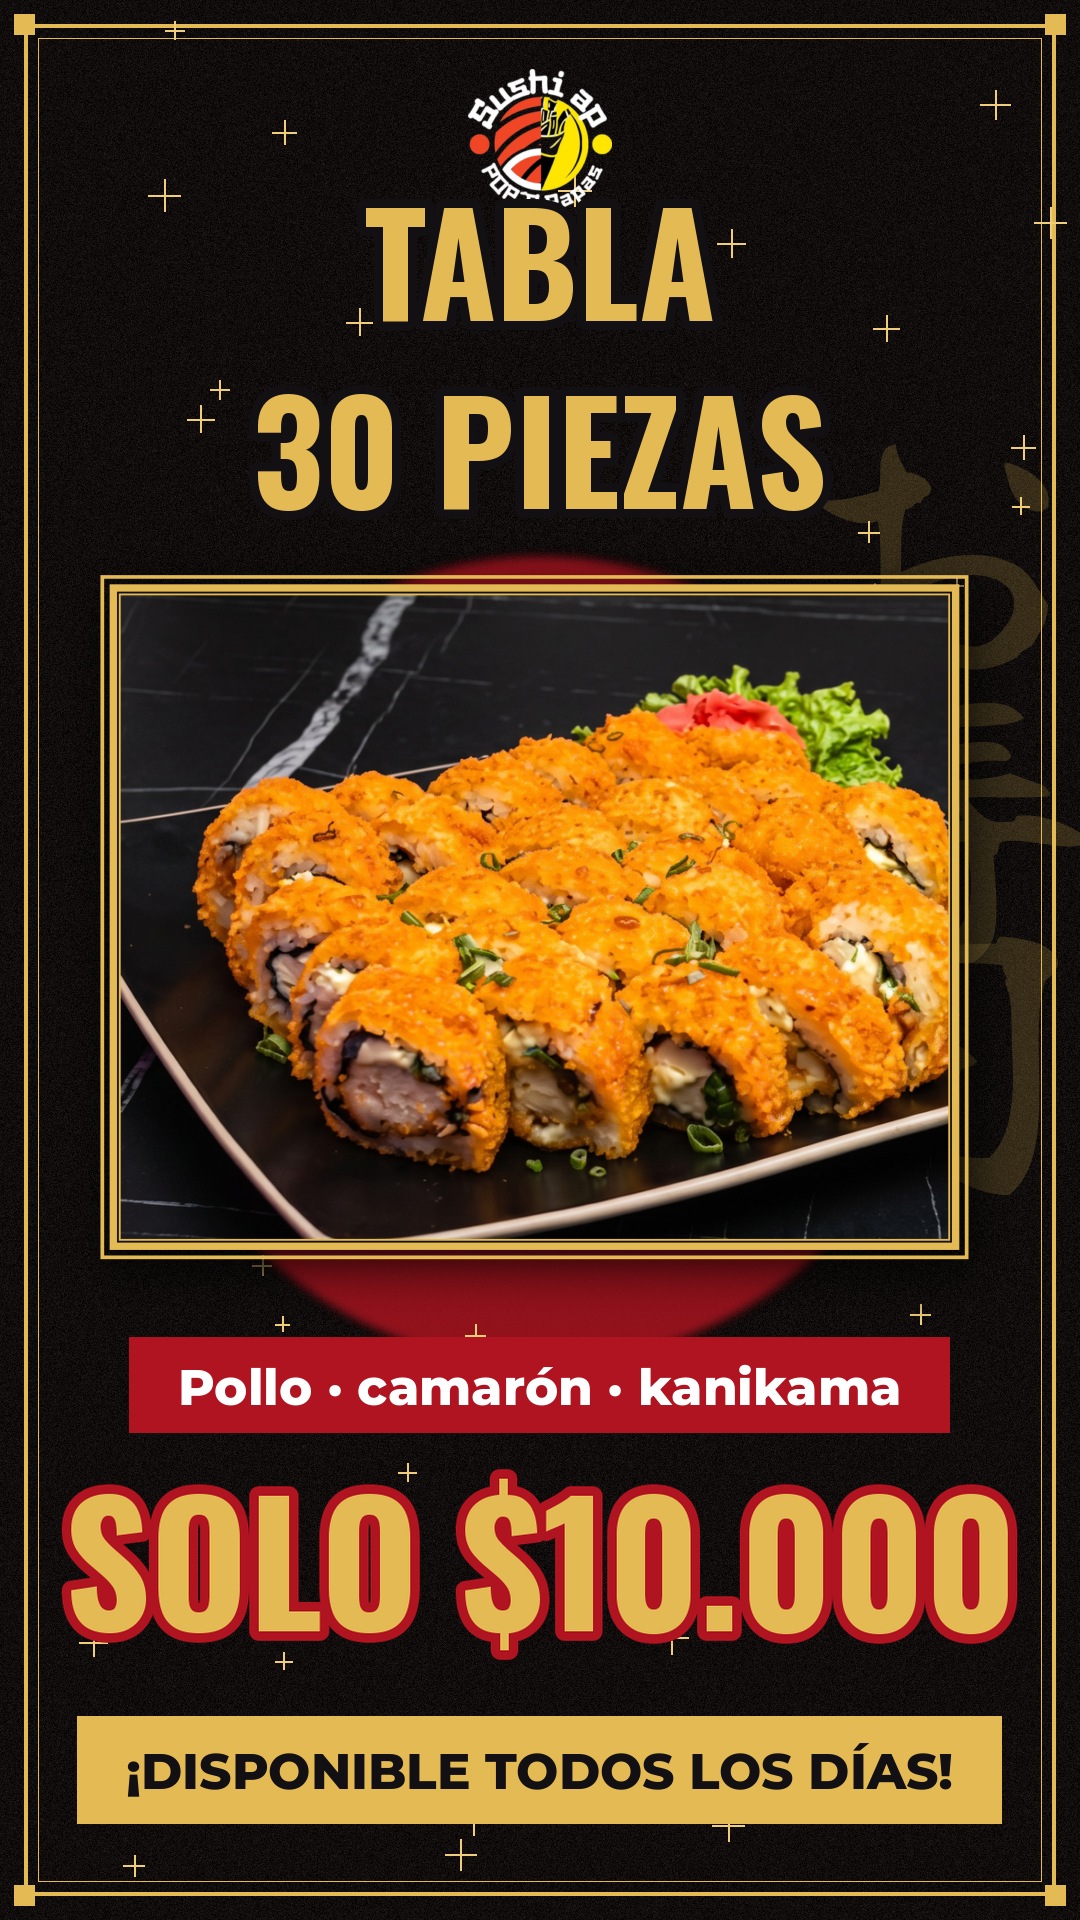 Sushi ap
TABLA
30 PIEZAS
Pollo • camarón • kanikama
SOLO $10.000
¡DISPONIBLE TODOS LOS DÍAS!